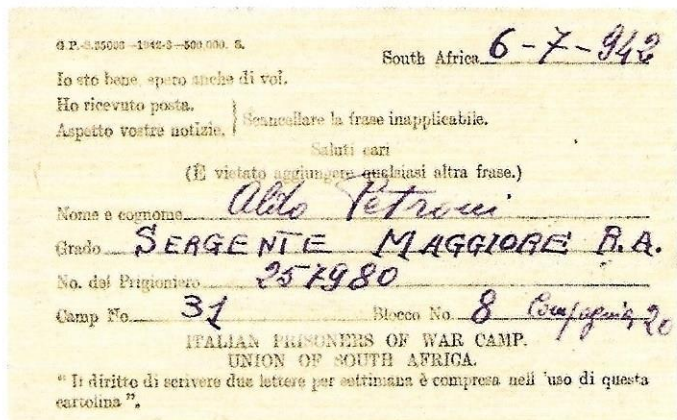 G.P.-S.35033—1942-3—500,000. S.
South Africa 6-7-942
Io sto bene, spero anche di voi.
Ho ricevuto posta.
Aspetto vostre notizie. } Scancellare la frase inapplicabile.
Saluti cari
(È vietato aggiungere qualsiasi altra frase.)
Nome e cognome Aldo Petroni
Grado SERGENTE MAGGIORE R.A.
No. del Prigioniero 251980
Camp No. 31 Blocco No. 8 Compagnia 20
ITALIAN PRISONERS OF WAR CAMP.
UNION OF SOUTH AFRICA.
“ Il diritto di scrivere due lettere per settimana è compresa nell 'uso di questa
cartolina ”.